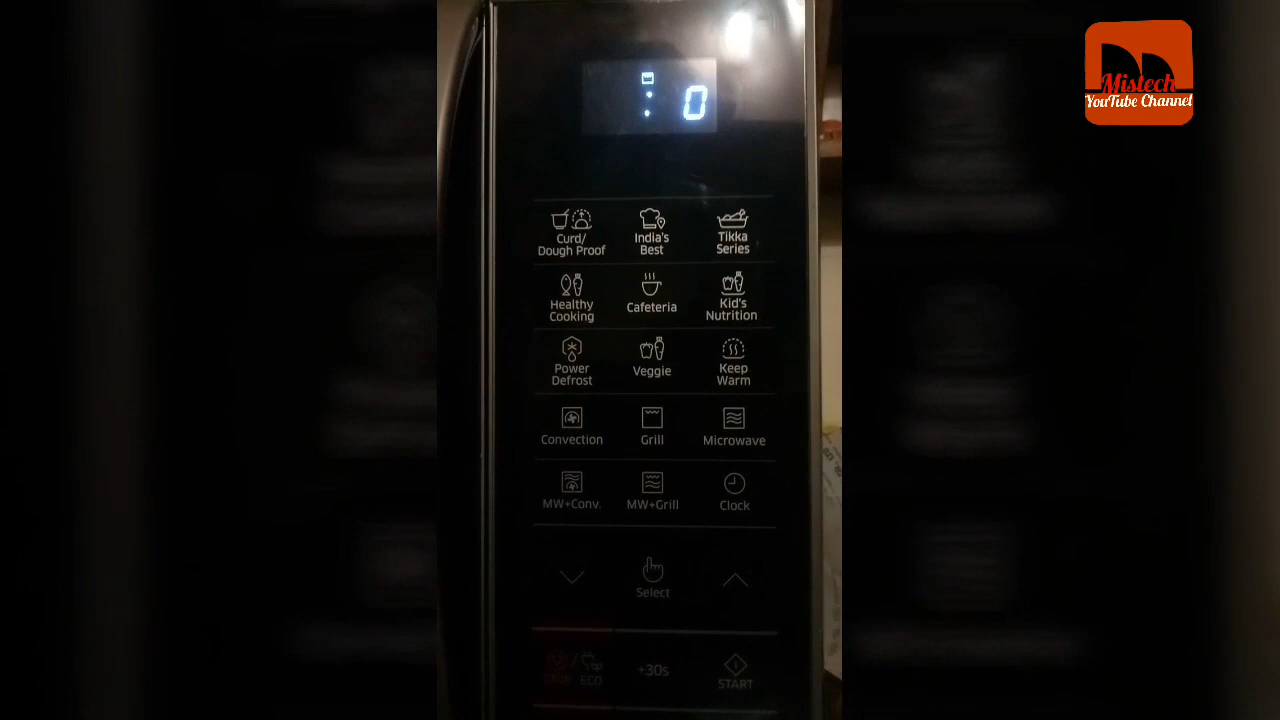 Mistech
YouTube Channel
0
Curd/
Dough Proof
India's
Best
Tikka
Series
Healthy
Cooking
Cafeteria
Kid's
Nutrition
Power
Defrost
Veggie
Keep
Warm
Convection
Grill
Microwave
MW+Conv.
MW+Grill
Clock
Select
ECO
+30s
START